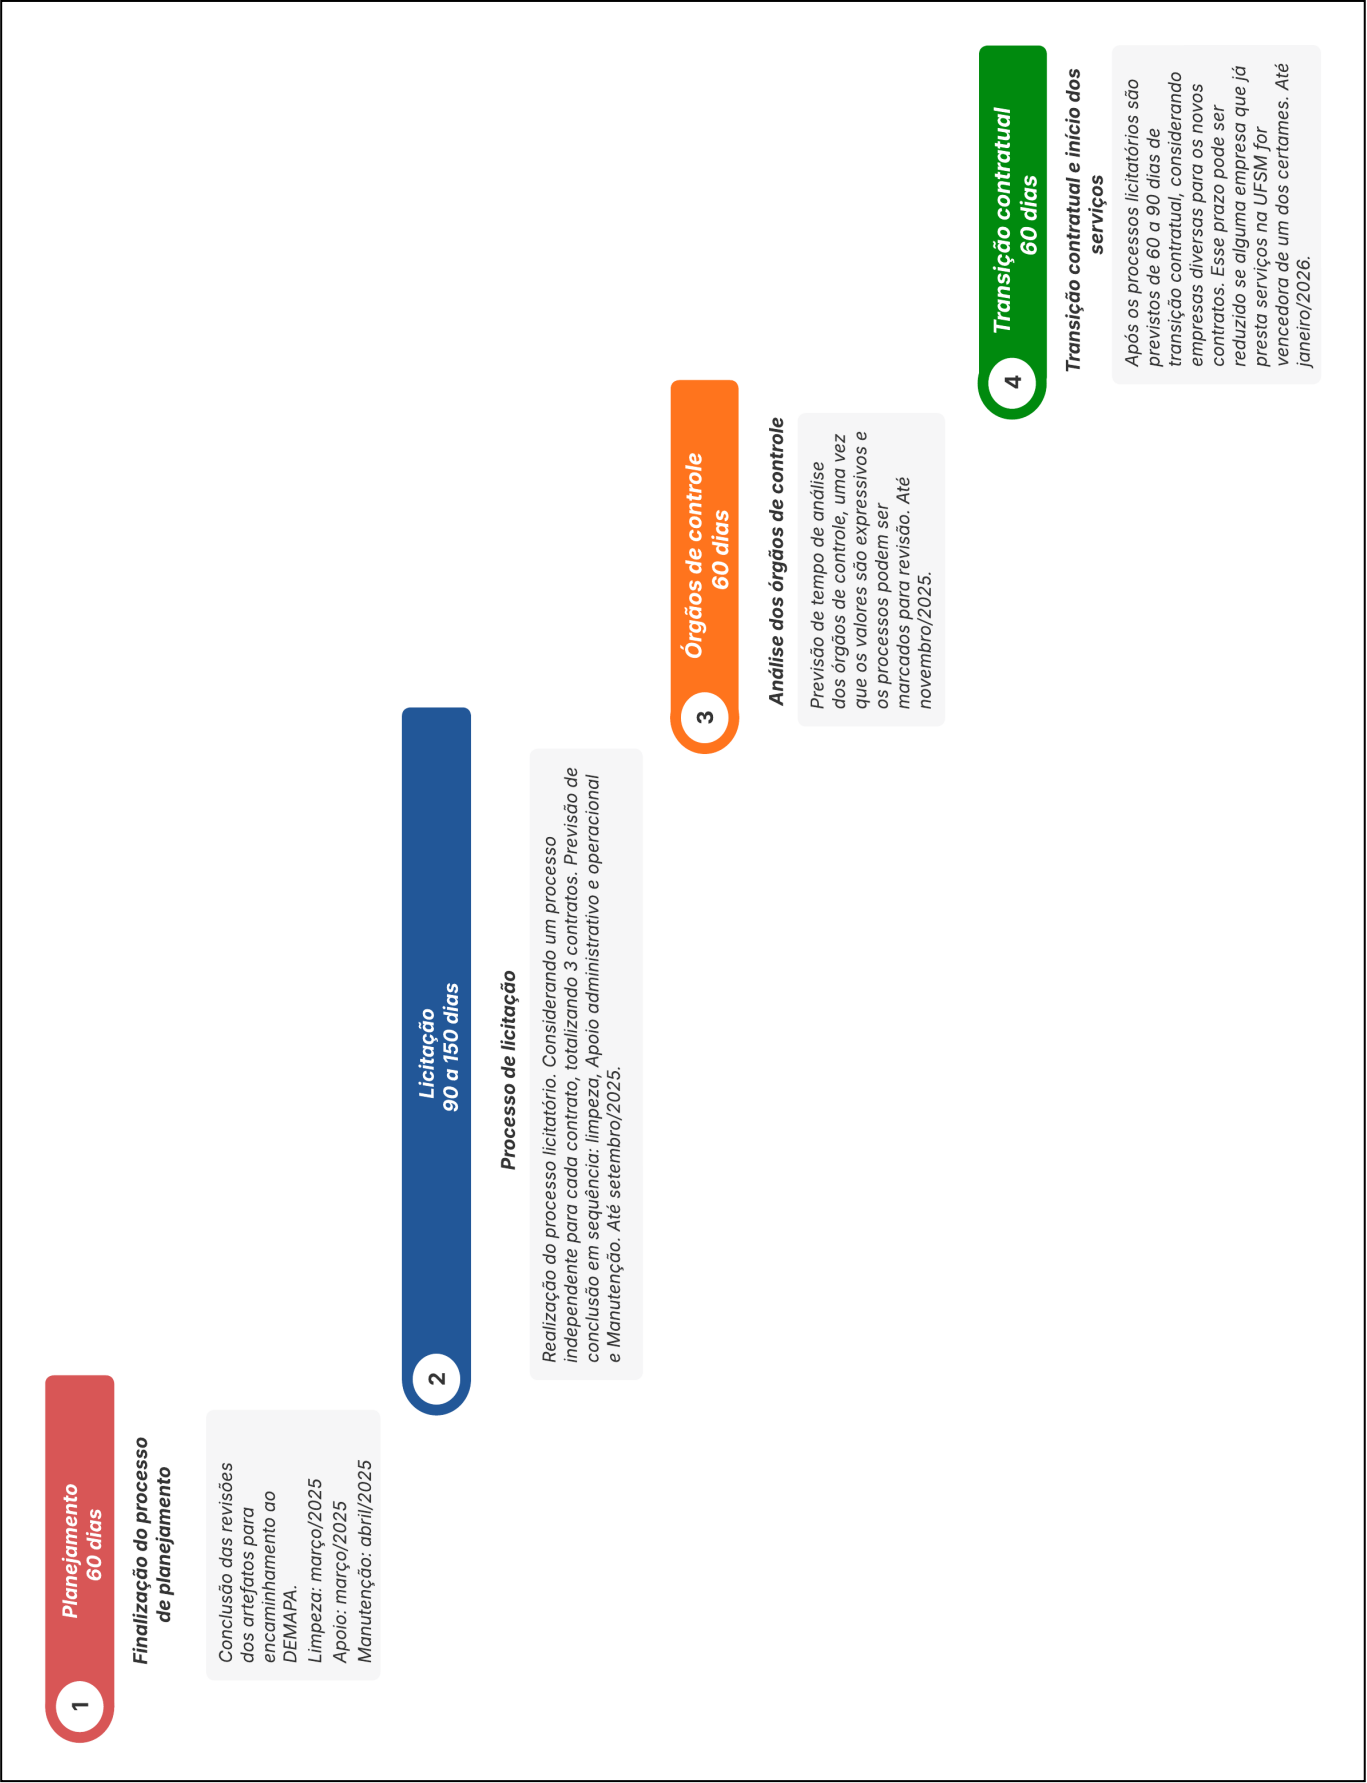 1
Planejamento
60 dias
Finalização do processo
de planejamento
Conclusão das revisões
dos artefatos para
encaminhamento ao
DEMAPA.
Limpeza: março/2025
Apoio: março/2025
Manutenção: abril/2025
2
Licitação
90 a 150 dias
Processo de licitação
Realização do processo licitatório. Considerando um processo
independente para cada contrato, totalizando 3 contratos. Previsão de
conclusão em sequência: limpeza, Apoio administrativo e operacional
e Manutenção. Até setembro/2025.
3
Órgãos de controle
60 dias
Análise dos órgãos de controle
Previsão de tempo de análise
dos órgãos de controle, uma vez
que os valores são expressivos e
os processos podem ser
marcados para revisão. Até
novembro/2025.
4
Transição contratual
60 dias
Transição contratual e início dos
serviços
Após os processos licitatórios são
previstos de 60 a 90 dias de
transição contratual, considerando
empresas diversas para os novos
contratos. Esse prazo pode ser
reduzido se alguma empresa que já
presta serviços na UFSM for
vencedora de um dos certames. Até
janeiro/2026.